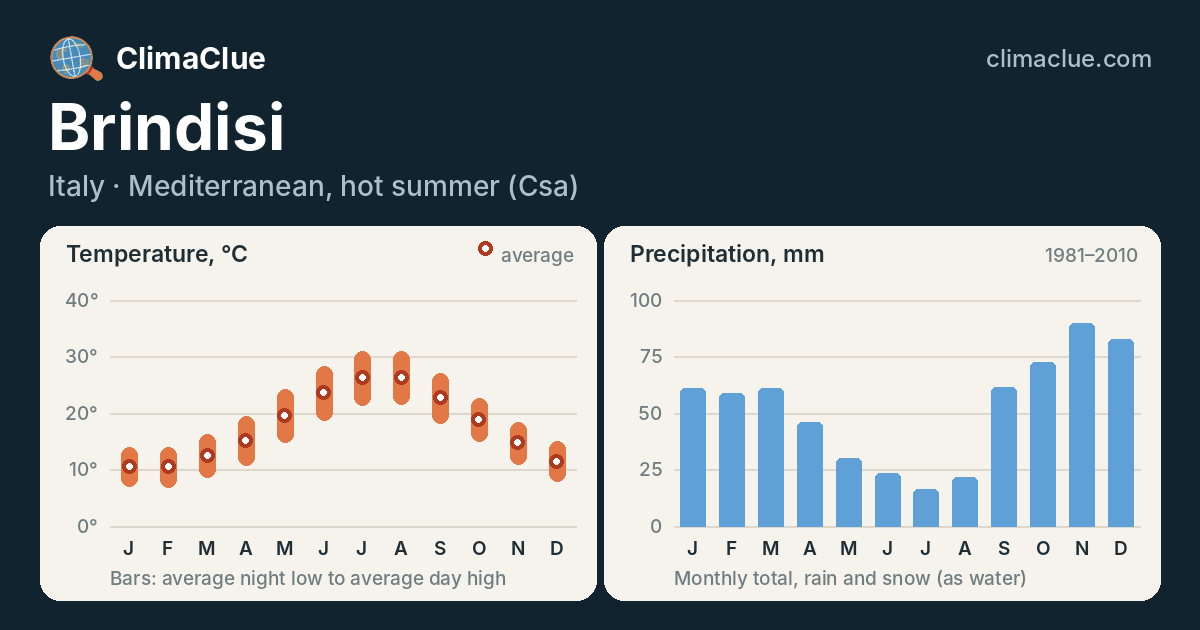 ClimaClue
climaclue.com
Brindisi
Italy · Mediterranean, hot summer (Csa)
Temperature, °C
average
40°
30°
20°
10°
0°
J F M A M J J A S O N D
Bars: average night low to average day high
Precipitation, mm
1981–2010
100
75
50
25
0
J F M A M J J A S O N D
Monthly total, rain and snow (as water)